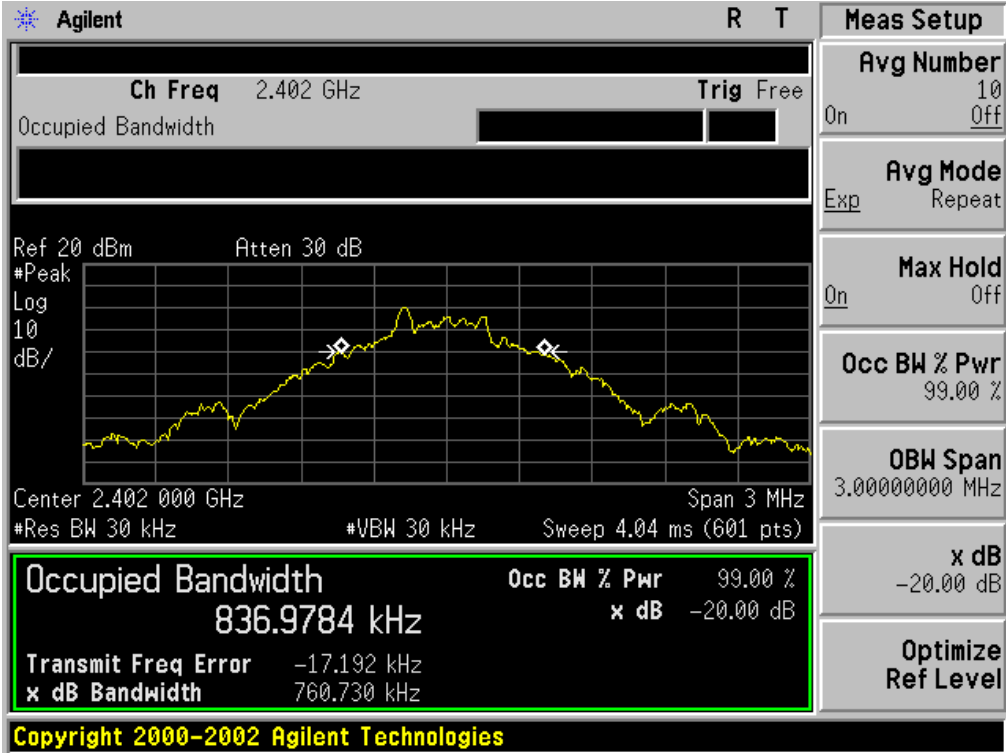 Agilent R T
Ch Freq 2.402 GHz Trig Free
Occupied Bandwidth
Ref 20 dBm Atten 30 dB
#Peak
Log
10
dB/
Center 2.402 000 GHz Span 3 MHz
#Res BW 30 kHz #VBW 30 kHz Sweep 4.04 ms (601 pts)
Occupied Bandwidth
836.9784 kHz
Occ BW % Pwr 99.00 %
x dB -20.00 dB
Transmit Freq Error -17.192 kHz
x dB Bandwidth 760.730 kHz
Copyright 2000-2002 Agilent Technologies
Meas Setup
Avg Number
10
On Off
Avg Mode
Exp Repeat
Max Hold
On Off
Occ BW % Pwr
99.00 %
OBW Span
3.00000000 MHz
x dB
-20.00 dB
Optimize
Ref Level